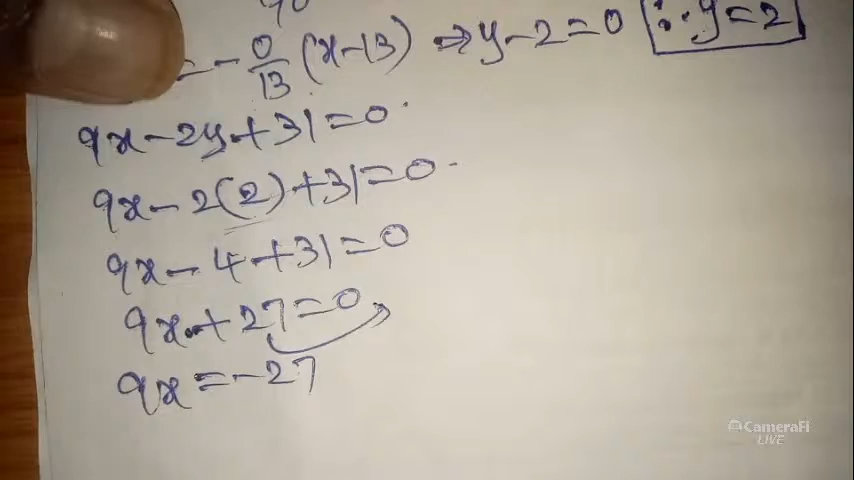 = - 0/13 (x-13) ⇒ y-2=0 ∴y=2
9x-2y+31=0
9x-2(2)+31=0
9x-4+31=0
9x+27=0
9x=-27
CameraFi
LIVE